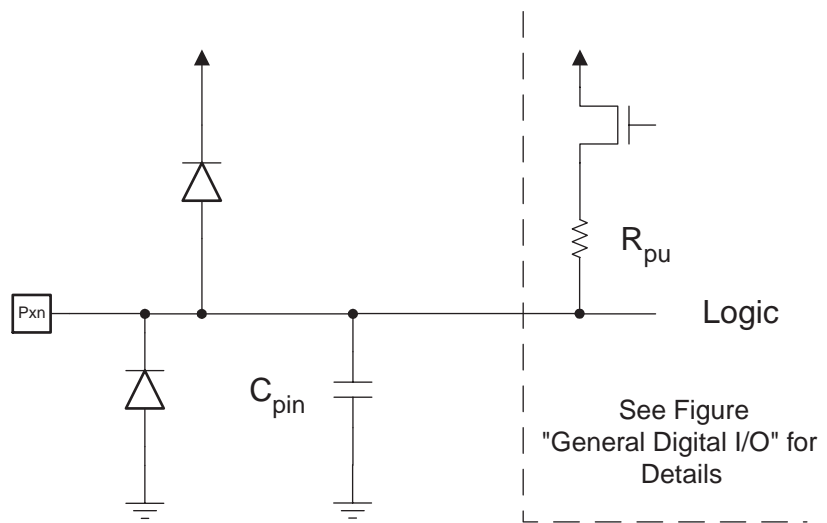 R_pu
Pxn
Logic
C_pin
See Figure
"General Digital I/O" for
Details